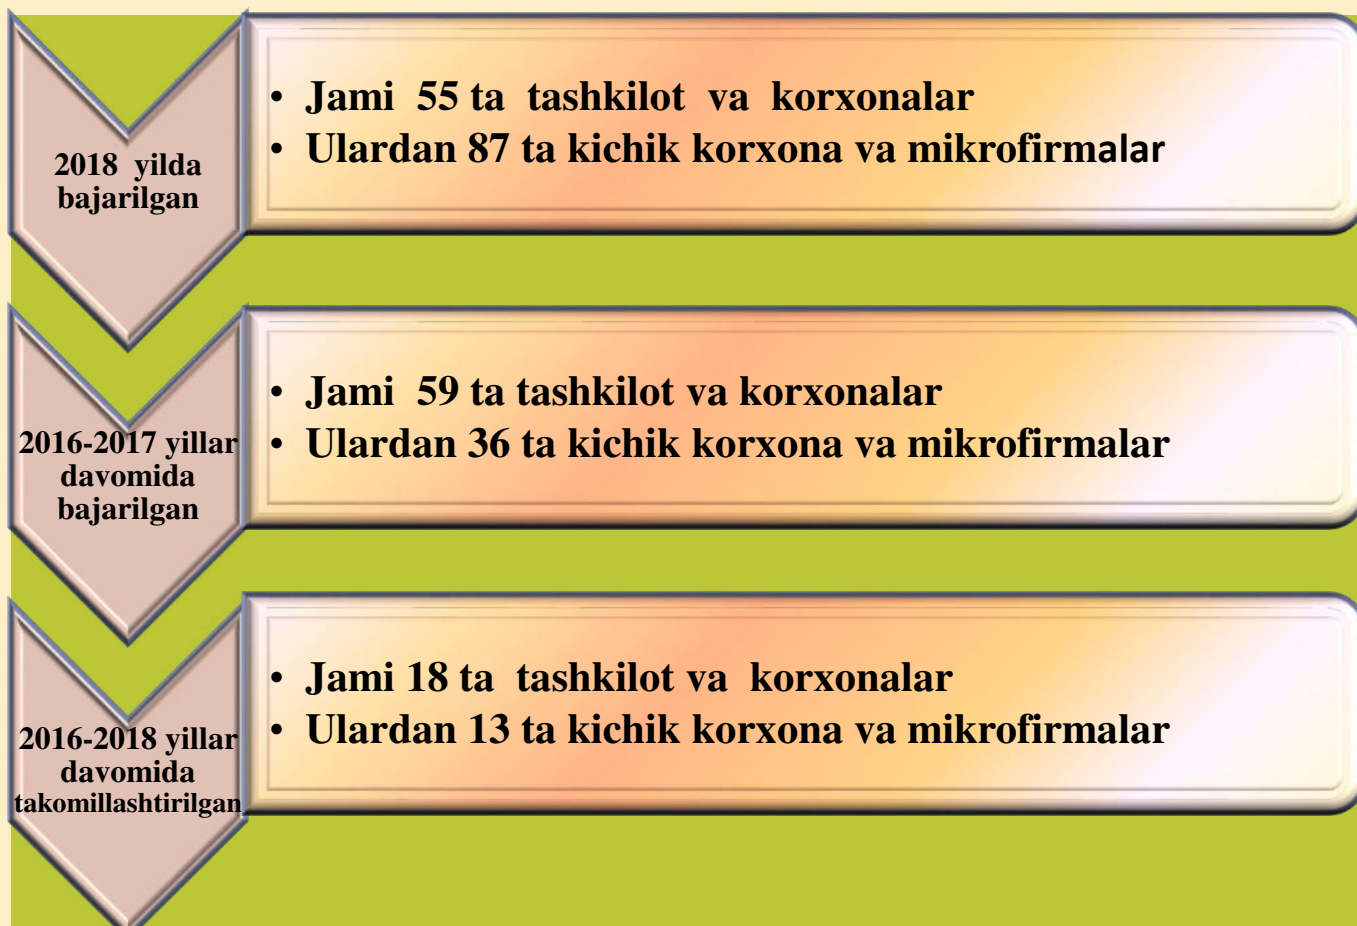 2018 yilda
bajarilgan
• Jami 55 ta tashkilot va korxonalar
• Ulardan 87 ta kichik korxona va mikrofirmalar
2016-2017 yillar
davomida
bajarilgan
• Jami 59 ta tashkilot va korxonalar
• Ulardan 36 ta kichik korxona va mikrofirmalar
2016-2018 yillar
davomida
takomillashtirilgan
• Jami 18 ta tashkilot va korxonalar
• Ulardan 13 ta kichik korxona va mikrofirmalar